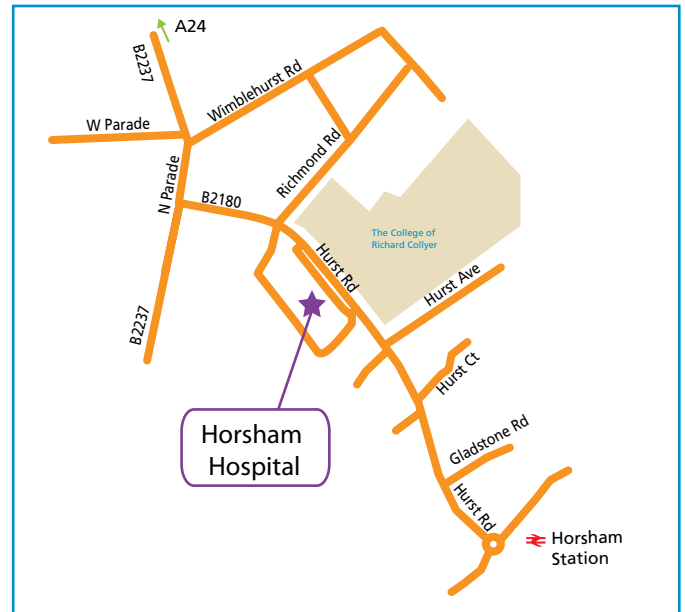 A24
B2237
Wimblehurst Rd
W Parade
N Parade
Richmond Rd
B2180
The College of
Richard Collyer
Hurst Rd
Hurst Ave
B2237
Hurst Ct
Horsham
Hospital
Gladstone Rd
Hurst Rd
Horsham
Station